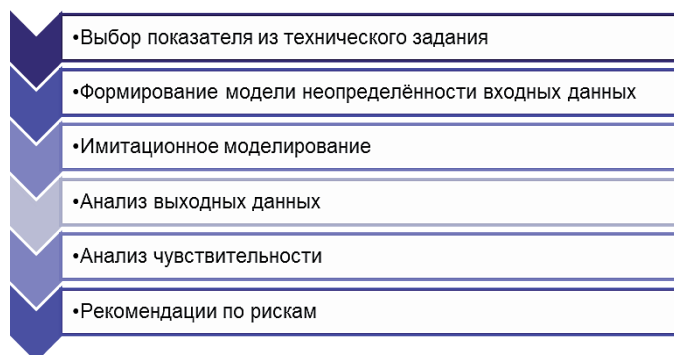 •Выбор показателя из технического задания
•Формирование модели неопределённости входных данных
•Имитационное моделирование
•Анализ выходных данных
•Анализ чувствительности
•Рекомендации по рискам